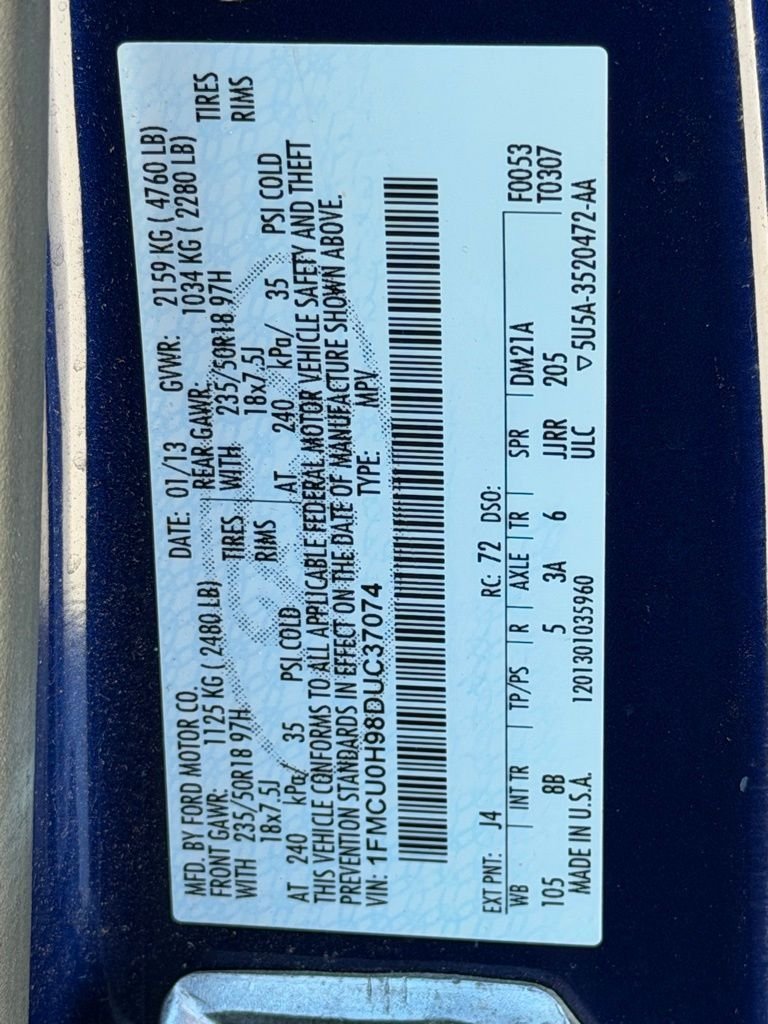 MFD. BY FORD MOTOR CO.
DATE: 01/13 GVWR: 2159 KG ( 4760 LB)
FRONT GAWR: 1125 KG ( 2480 LB) REAR GAWR: 1034 KG ( 2280 LB)
WITH 235/50R18 97H TIRES WITH 235/50R18 97H TIRES
18x7.5J RIMS 18x7.5J RIMS
AT 240 kPa/ 35 PSI COLD AT 240 kPa/ 35 PSI COLD
THIS VEHICLE CONFORMS TO ALL APPLICABLE FEDERAL MOTOR VEHICLE SAFETY AND THEFT
PREVENTION STANDARDS IN EFFECT ON THE DATE OF MANUFACTURE SHOWN ABOVE.
VIN: 1FMCU0H98DUC37074 TYPE: MPV
EXT PNT: J4 RC: 72 DSO:
WB | INT TR | TP/PS | R | AXLE | TR | SPR | DM21A F0053
105 8B 5 3A 6 JJRR 205 T0307
MADE IN U.S.A. 1201301035960 ULC ▽ 5U5A-3520472-AA